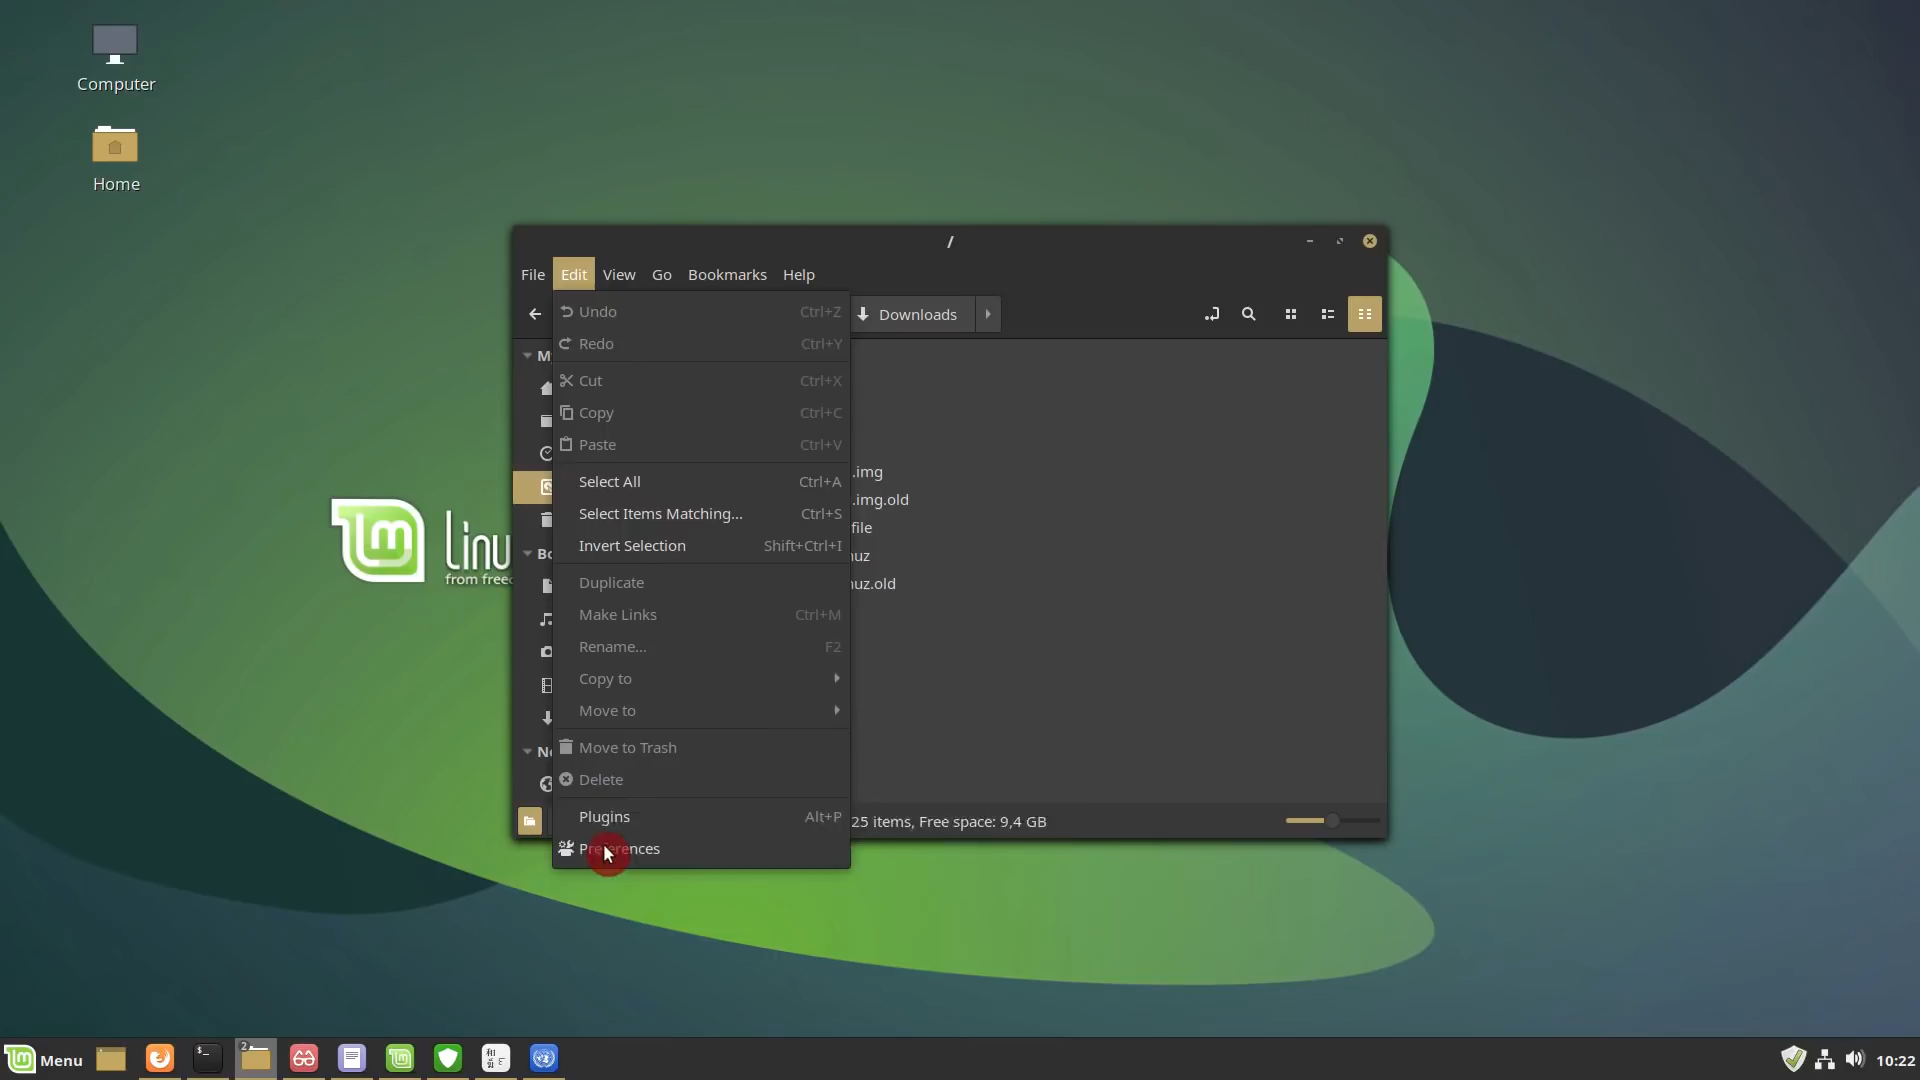 Computer
Home
/
File Edit View Go Bookmarks Help
Undo Ctrl+Z
Downloads
Redo Ctrl+Y
Cut Ctrl+X
Copy Ctrl+C
Paste Ctrl+V
.img
Select All Ctrl+A
.img.old
Select Items Matching... Ctrl+S
file
Invert Selection Shift+Ctrl+I
uz
Duplicate
uz.old
Make Links Ctrl+M
Rename... F2
Copy to
Move to
Move to Trash
Delete
Plugins Alt+P
25 items, Free space: 9,4 GB
Preferences
Linu
from free
Menu
2
$_
10:22